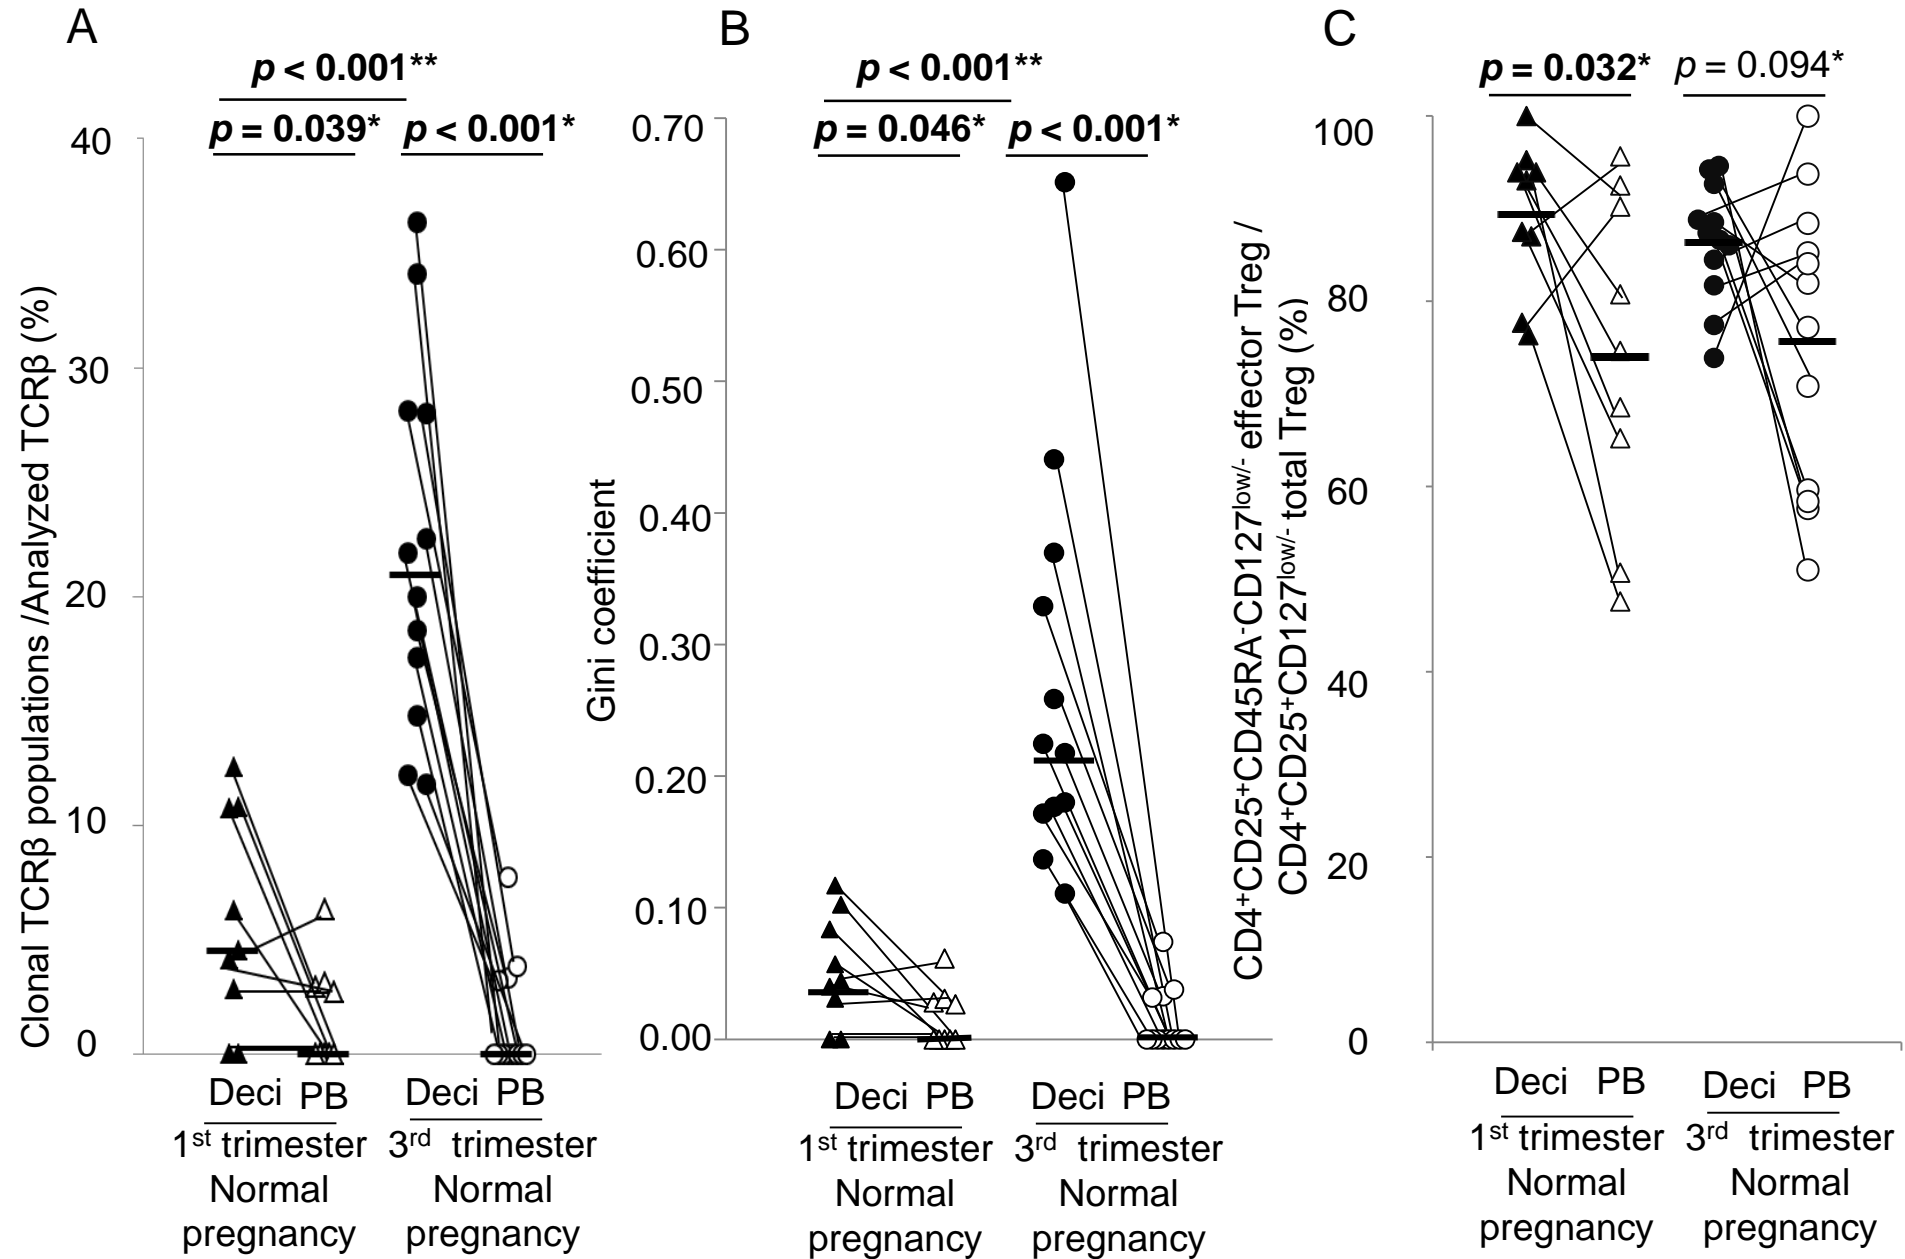 A
p < 0.001**
p = 0.039* p < 0.001*
Clonal TCRβ populations /Analyzed TCRβ (%)
40
30
20
10
0
Deci PB Deci PB
1st trimester 3rd trimester
Normal Normal
pregnancy pregnancy
B
p < 0.001**
p = 0.046* p < 0.001*
Gini coefficient
0.70
0.60
0.50
0.40
0.30
0.20
0.10
0.00
Deci PB Deci PB
1st trimester 3rd trimester
Normal Normal
pregnancy pregnancy
C
p = 0.032* p = 0.094*
CD4+CD25+CD45RA-CD127low/- effector Treg /
CD4+CD25+CD127low/- total Treg (%)
100
80
60
40
20
0
Deci PB Deci PB
1st trimester 3rd trimester
Normal Normal
pregnancy pregnancy